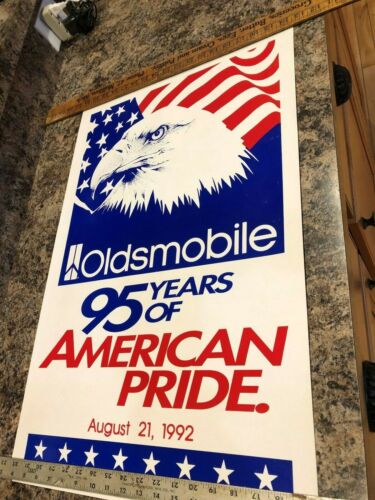 Oldsmobile
95 YEARS
OF
AMERICAN
PRIDE.
August 21, 1992